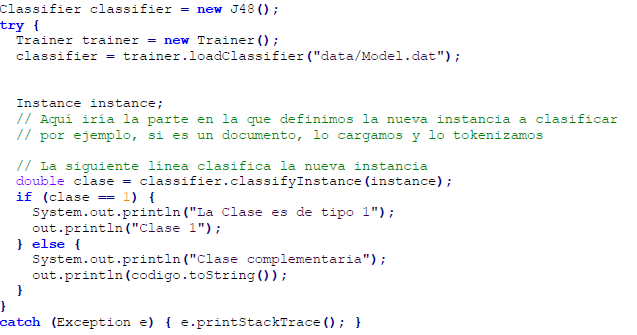 Classifier classifier = new J48();
try {
  Trainer trainer = new Trainer();
  classifier = trainer.loadClassifier("data/Model.dat");

  Instance instance;
  // Aquí iría la parte en la que definimos la nueva instancia a clasificar
  // por ejemplo, si es un documento, lo cargamos y lo tokenizamos

  // La siguiente línea clasifica la nueva instancia
  double clase = classifier.classifyInstance(instance);
  if (clase == 1) {
    System.out.println("La Clase es de tipo 1");
    out.println("Clase 1");
  } else {
    System.out.println("Clase complementaria");
    out.println(codigo.toString());
  }
}
catch (Exception e) { e.printStackTrace(); }